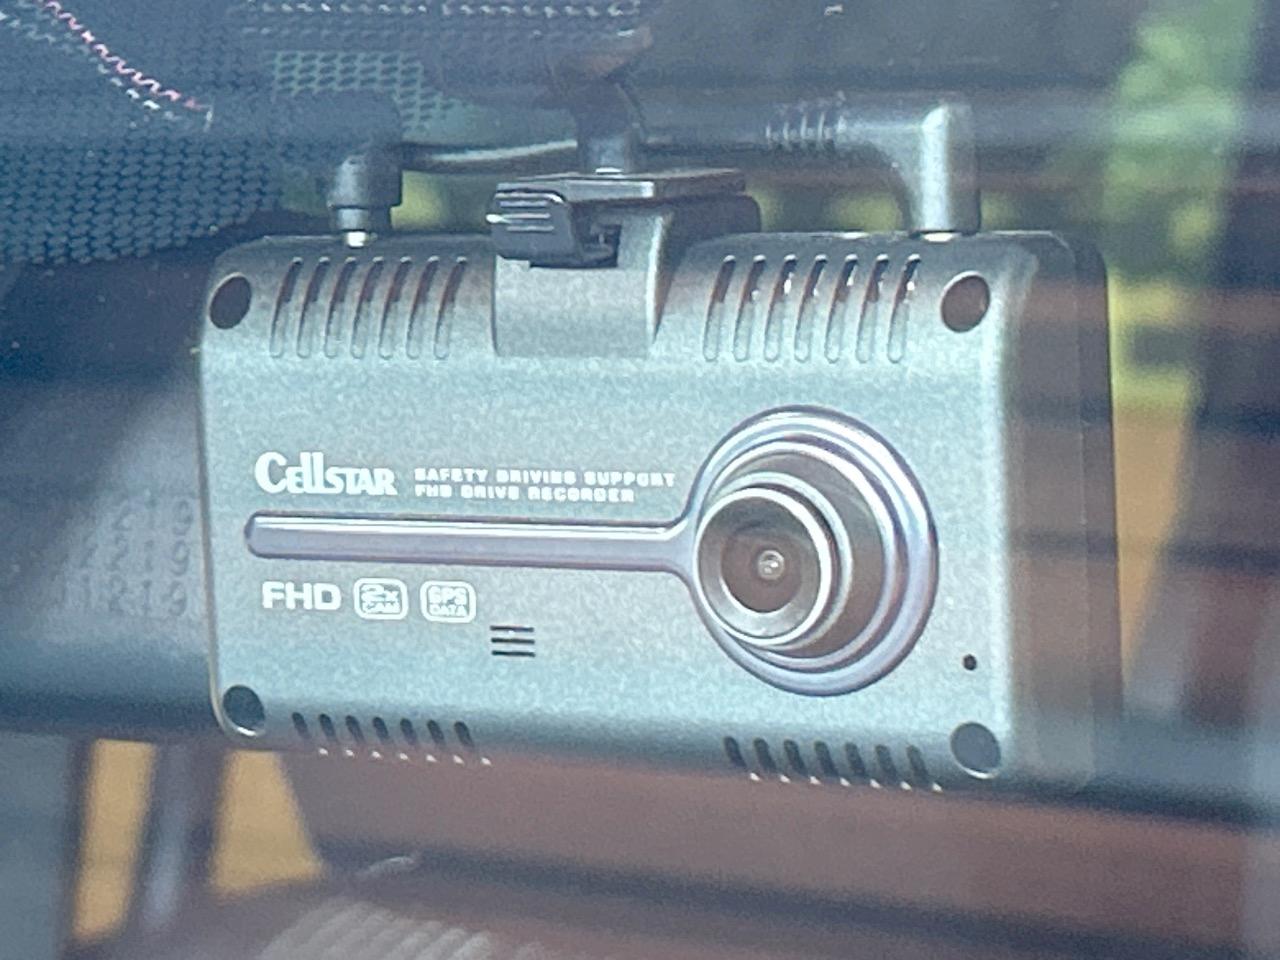 CELLSTAR
SAFETY DRIVING SUPPORT
FHD DRIVE RECORDER
FHD
2x
CAM
GPS
DATA